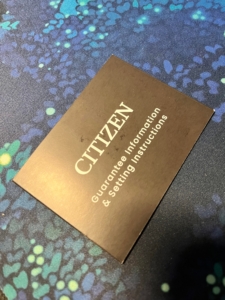 CITIZEN
Guarantee Information
& Setting Instructions